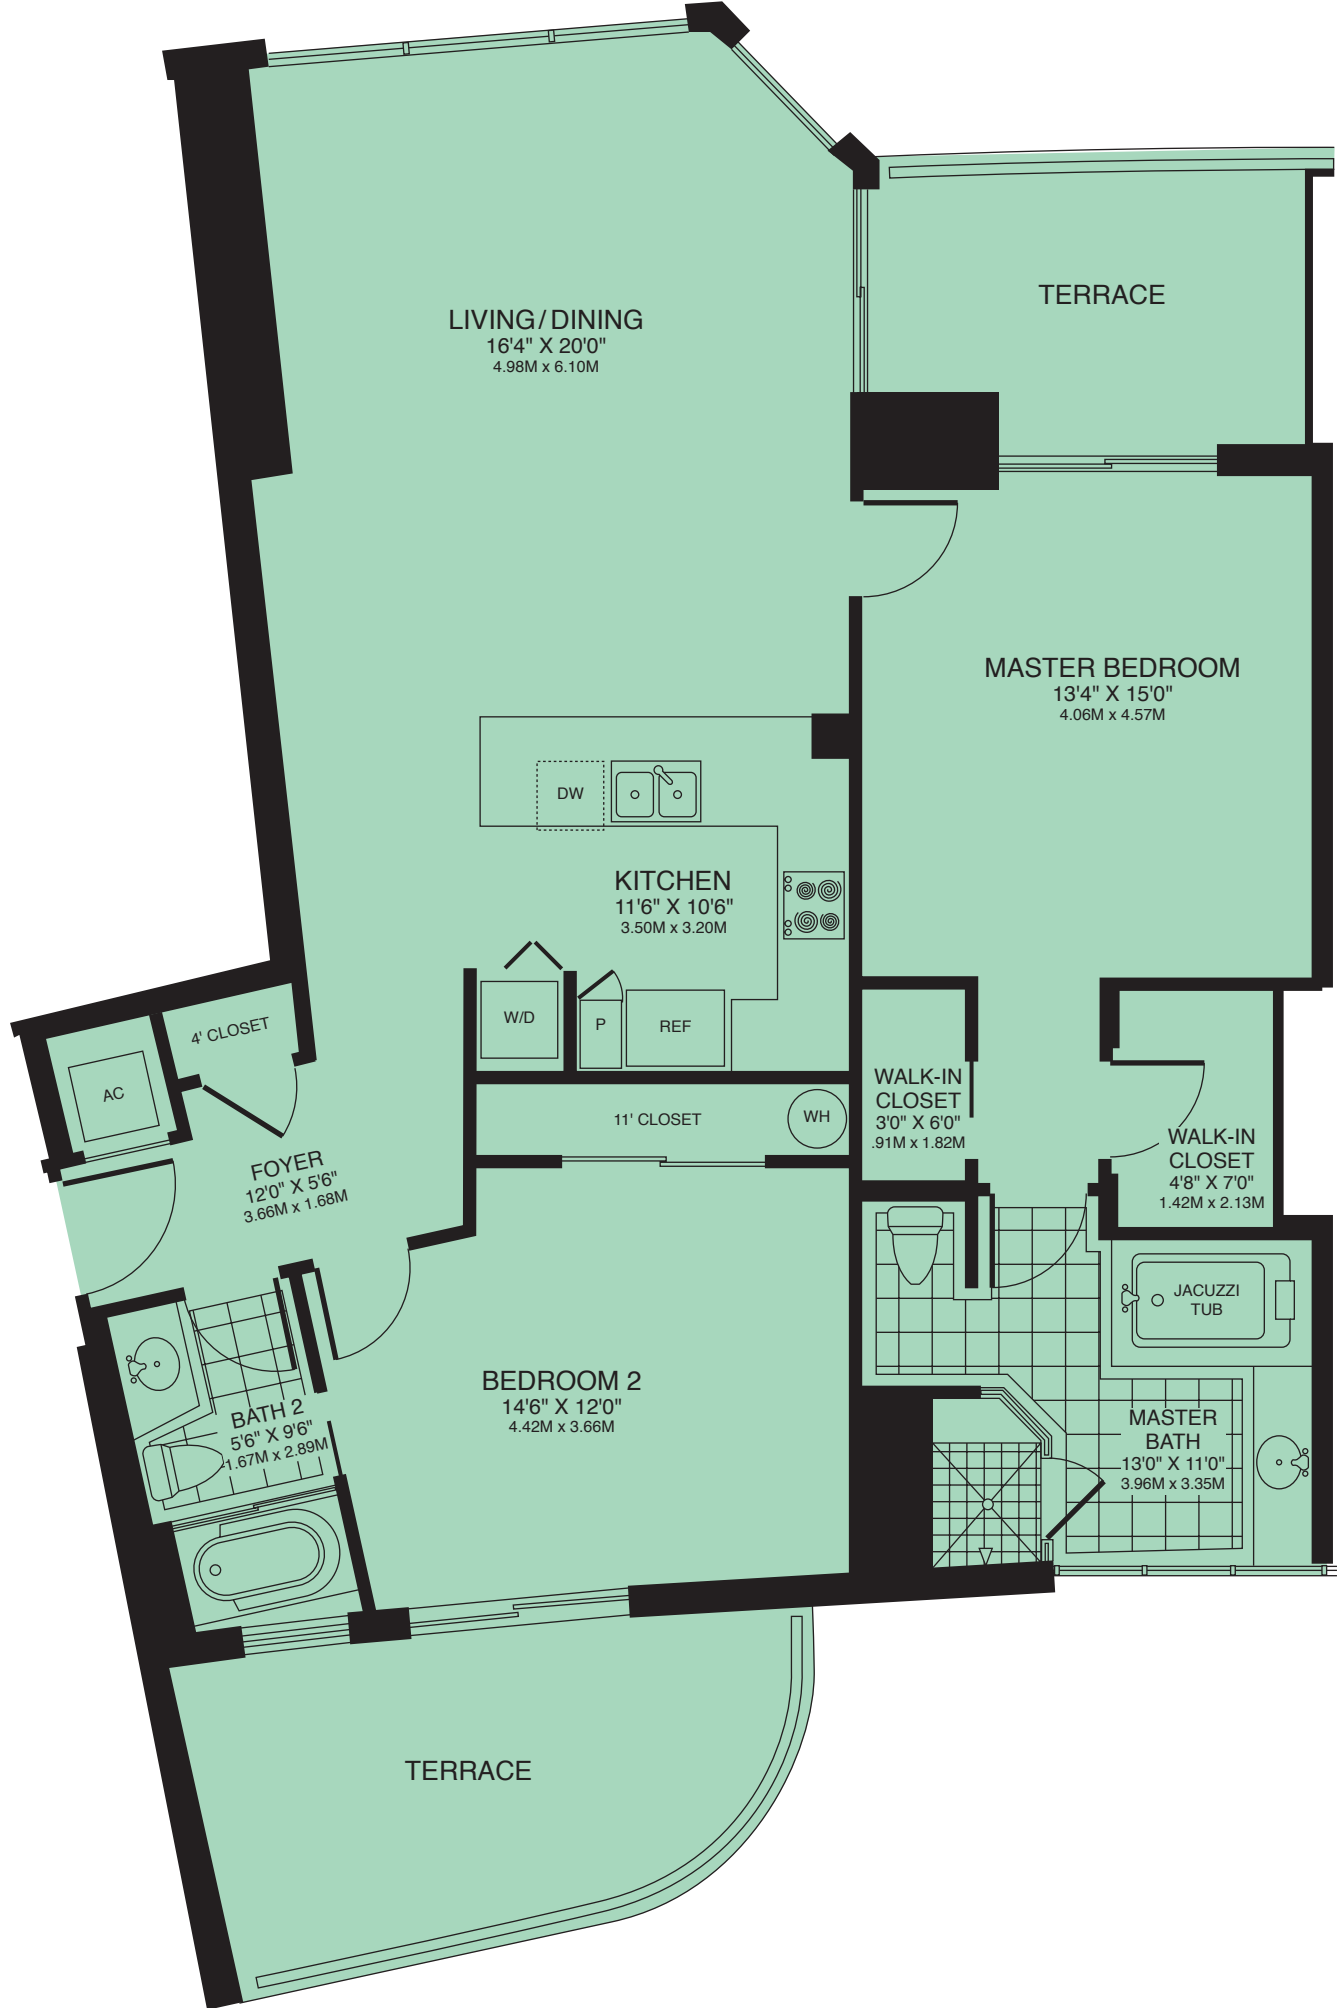 TERRACE
LIVING/DINING
16'4" X 20'0"
4.98M x 6.10M
MASTER BEDROOM
13'4" X 15'0"
4.06M x 4.57M
DW
KITCHEN
11'6" X 10'6"
3.50M x 3.20M
W/D
P
REF
4' CLOSET
AC
11' CLOSET
WH
WALK-IN
CLOSET
3'0" X 6'0"
.91M x 1.82M
WALK-IN
CLOSET
4'8" X 7'0"
1.42M x 2.13M
FOYER
12'0" X 5'6"
3.66M x 1.68M
JACUZZI
TUB
BEDROOM 2
14'6" X 12'0"
4.42M x 3.66M
BATH 2
5'6" X 9'6"
1.67M x 2.89M
MASTER
BATH
13'0" X 11'0"
3.96M x 3.35M
TERRACE